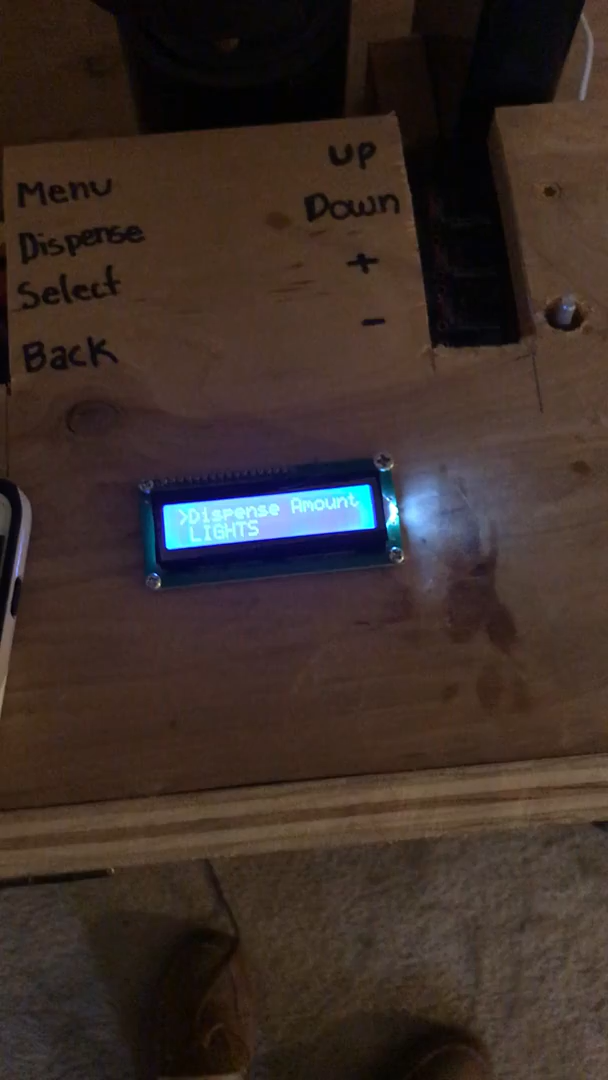 Menu
Dispense
Select
Back
up
Down
+
-
>Dispense Amount
LIGHTS